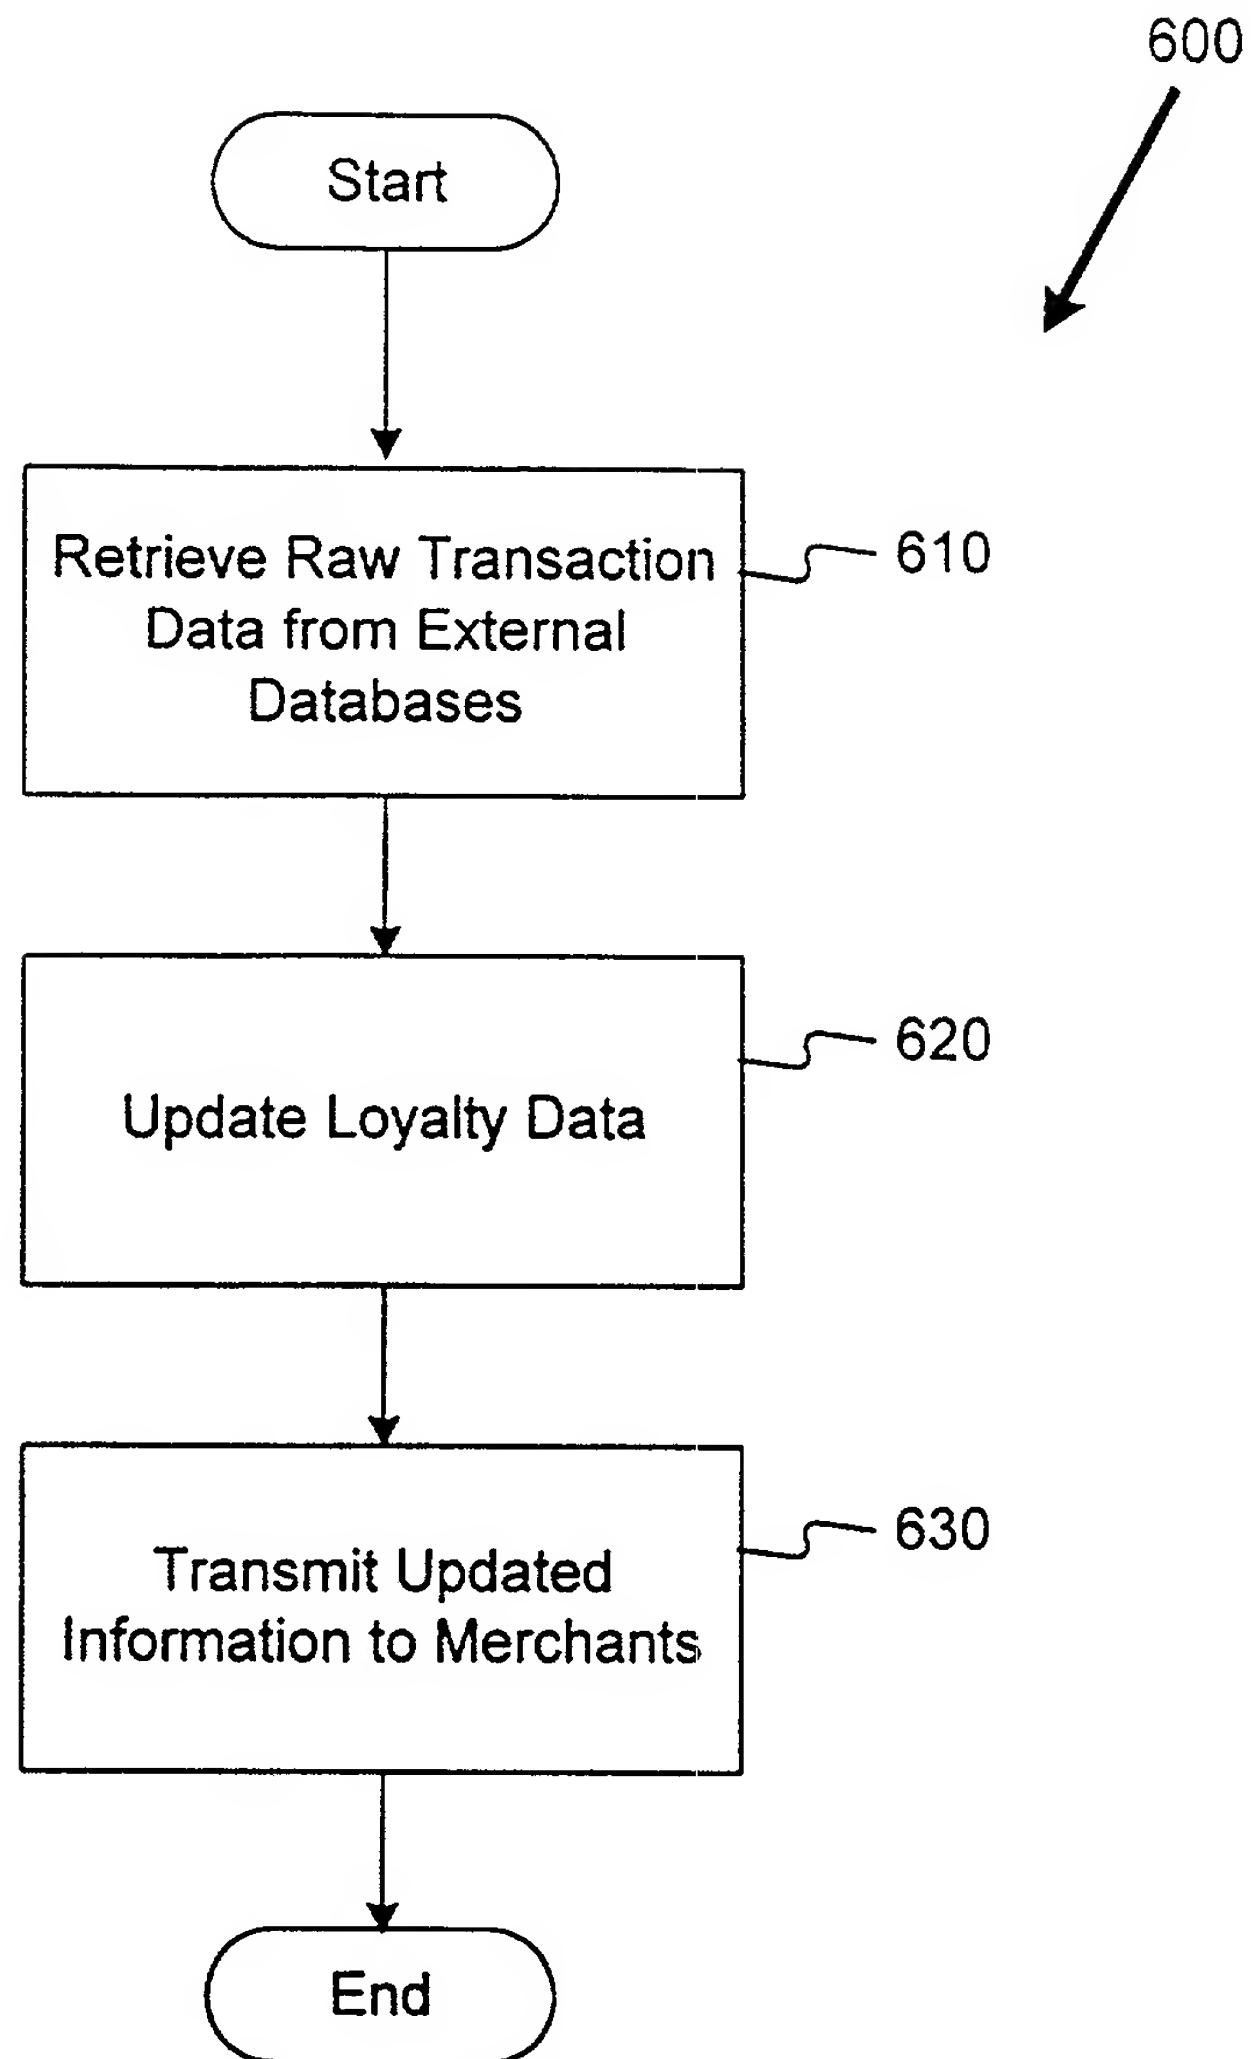 600
Start
Retrieve Raw Transaction
Data from External
Databases
610
Update Loyalty Data
620
Transmit Updated
Information to Merchants
630
End